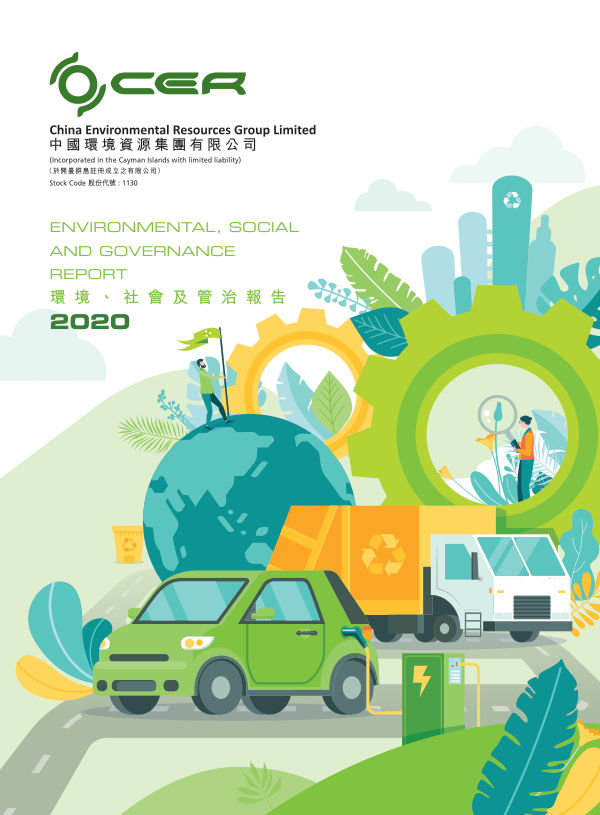 CER
China Environmental Resources Group Limited
中國環境資源集團有限公司
(Incorporated in the Cayman Islands with limited liability)
(於開曼群島註冊成立之有限公司)
Stock Code 股份代號 : 1130
ENVIRONMENTAL, SOCIAL
AND GOVERNANCE
REPORT
環境、社會及管治報告
2020